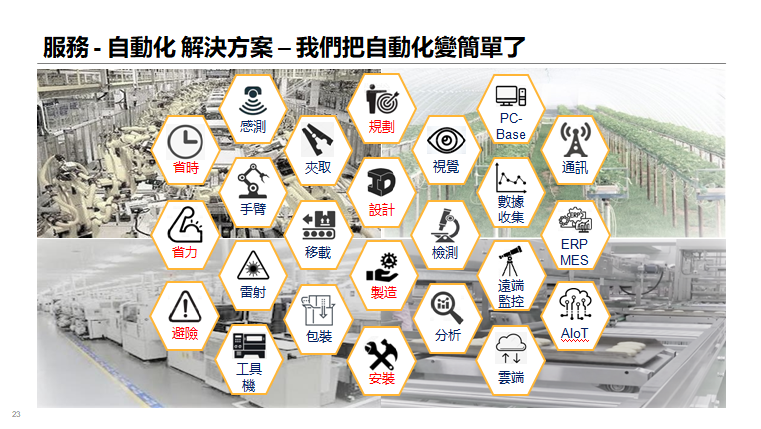 服務 - 自動化 解決方案 – 我們把自動化變簡單了
感測
規劃
PC-
Base
省時
夾取
視覺
通訊
手臂
設計
數據
收集
省力
移載
檢測
ERP
ERP
MES
雷射
製造
遠端
監控
避險
包裝
分析
AIoT
工具
機
安裝
雲端
23